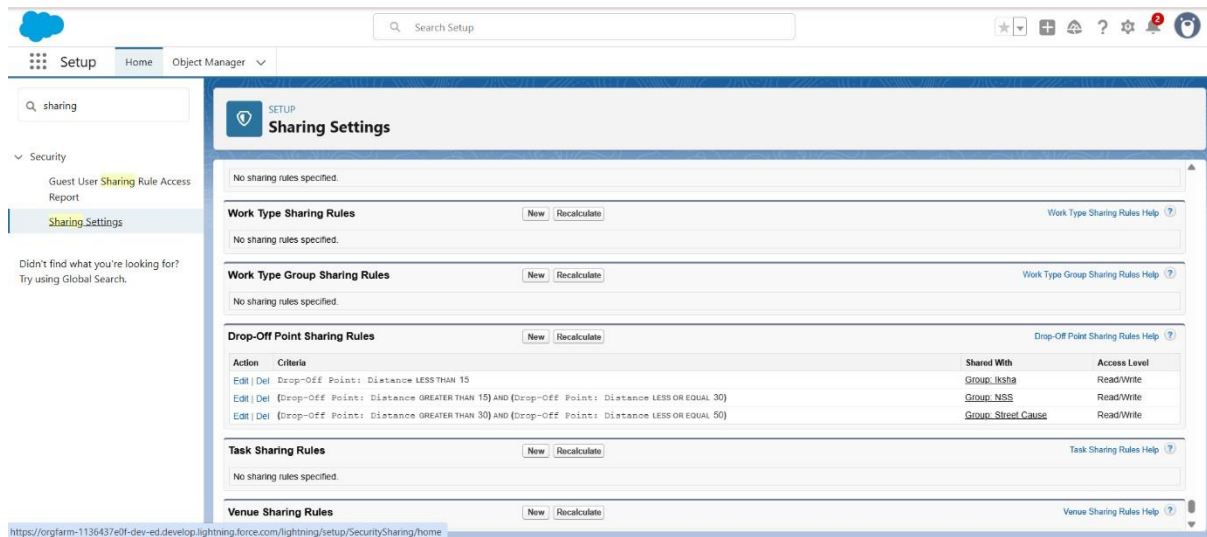 Search Setup
2
Setup Home Object Manager
sharing
SETUP
Sharing Settings
Security
Guest User Sharing Rule Access
Report
Sharing Settings
Didn't find what you're looking for?
Try using Global Search.
No sharing rules specified.
Work Type Sharing Rules New Recalculate Work Type Sharing Rules Help ?
No sharing rules specified.
Work Type Group Sharing Rules New Recalculate Work Type Group Sharing Rules Help ?
No sharing rules specified.
Drop-Off Point Sharing Rules New Recalculate Drop-Off Point Sharing Rules Help ?
Action Criteria Shared With Access Level
Edit | Del Drop-Off Point: Distance LESS THAN 15 Group: Iksha Read/Write
Edit | Del (Drop-Off Point: Distance GREATER THAN 15) AND (Drop-Off Point: Distance LESS OR EQUAL 30) Group: NSS Read/Write
Edit | Del (Drop-Off Point: Distance GREATER THAN 30) AND (Drop-Off Point: Distance LESS OR EQUAL 50) Group: Street Cause Read/Write
Task Sharing Rules New Recalculate Task Sharing Rules Help ?
No sharing rules specified.
Venue Sharing Rules New Recalculate Venue Sharing Rules Help ?
https://orgfarm-1136437e0f-dev-ed.develop.lightning.force.com/lightning/setup/SecuritySharing/home